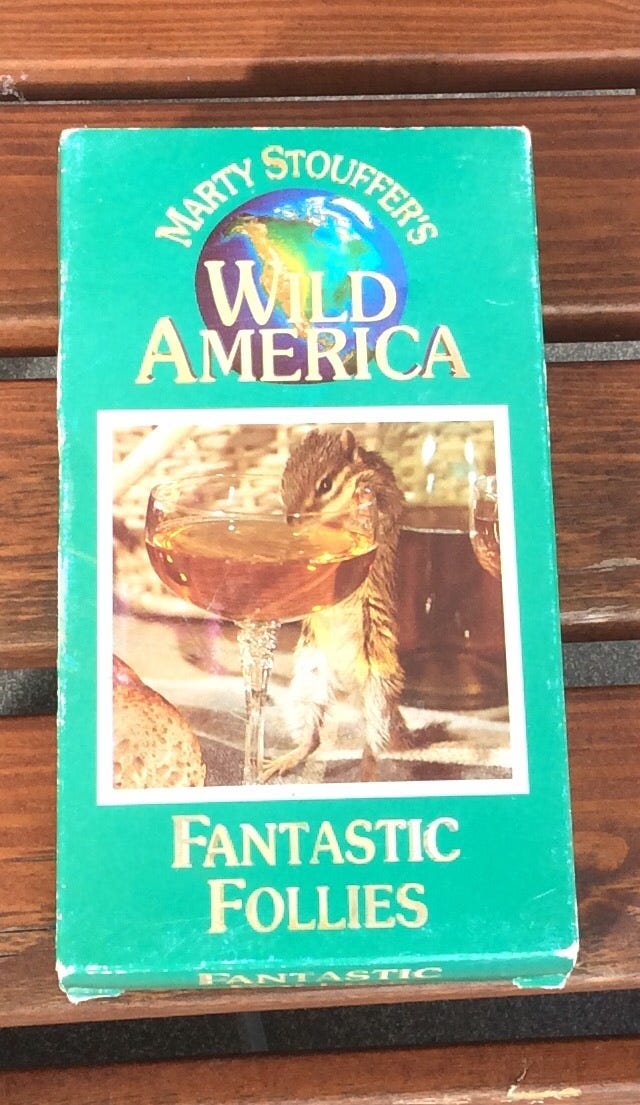 MARTY STOUFFER'S
WILD
AMERICA
FANTASTIC
FOLLIES
FANTASTIC